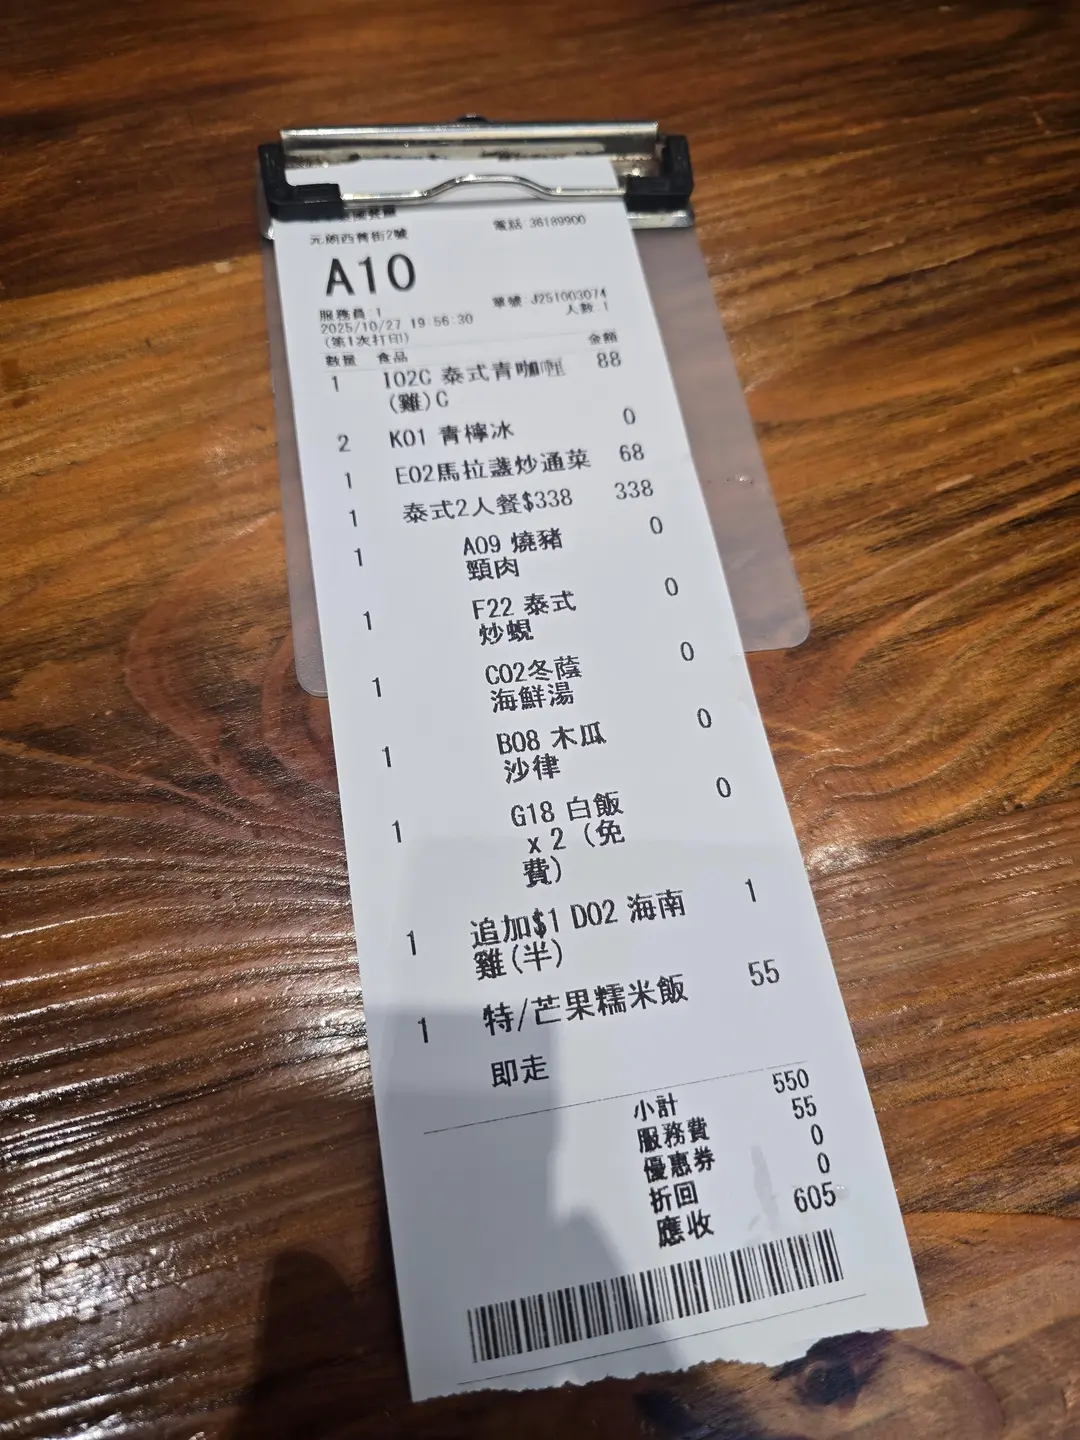 電話: 36189900
元朗西菁街2號
A10
服務員:1
單號: J251003074
2025/10/27 19:56:30
人數:1
(第1次打印)
數量 食品 金額
1 I02C 泰式青咖喱 88
(雞)C
2 K01 青檸冰 0
1 E02馬拉盞炒通菜 68
1 泰式2人餐$338 338
1 A09 燒豬 0
頸肉
1 F22 泰式 0
炒蜆
1 C02冬蔭 0
海鮮湯
1 B08 木瓜 0
沙律
1 G18 白飯 0
x 2 (免
費)
1 追加$1 D02 海南 1
雞(半)
1 特/芒果糯米飯 55
即走
小計 550
服務費 55
優惠券 0
折回 0
應收 605